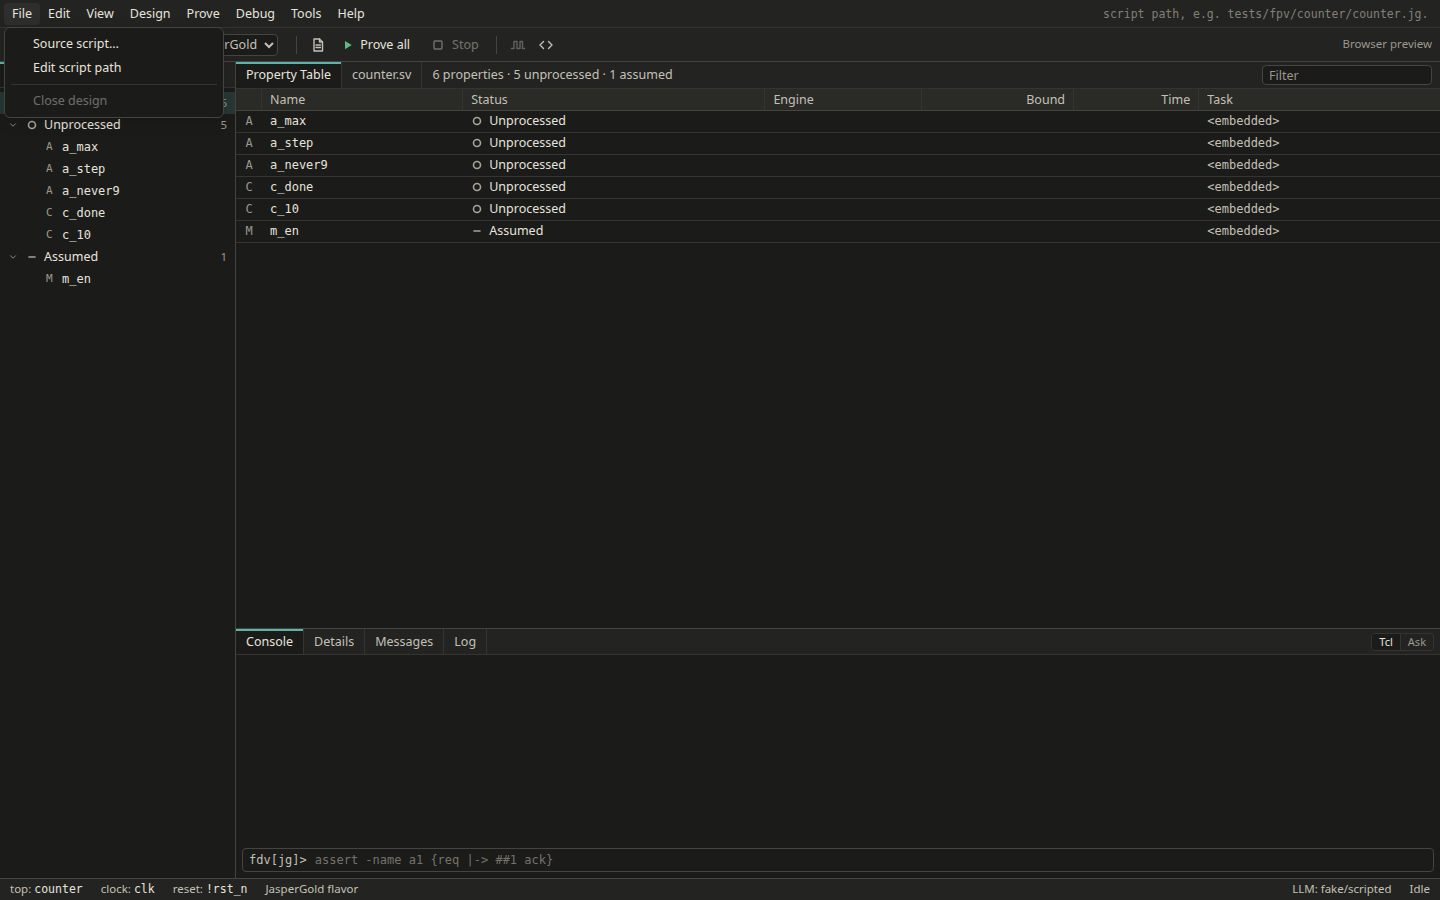 File Edit View Design Prove Debug Tools Help script path, e.g. tests/fpv/counter/counter.jg.
Source script...
Edit script path
Close design
rGold Prove all Stop Browser preview
Property Table counter.sv 6 properties · 5 unprocessed · 1 assumed Filter
Name Status Engine Bound Time Task
A a_max Unprocessed <embedded>
A a_step Unprocessed <embedded>
A a_never9 Unprocessed <embedded>
C c_done Unprocessed <embedded>
C c_10 Unprocessed <embedded>
M m_en Assumed <embedded>
Unprocessed 5
A a_max
A a_step
A a_never9
C c_done
C c_10
Assumed 1
M m_en
Console Details Messages Log Tcl Ask
fdv[jg]> assert -name a1 {req |-> ##1 ack}
top: counter clock: clk reset: !rst_n JasperGold flavor LLM: fake/scripted Idle